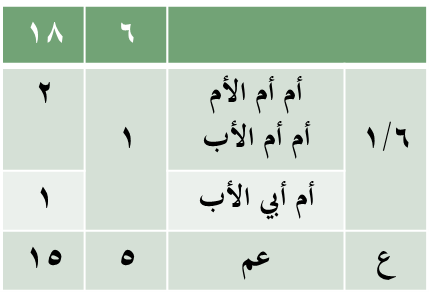 ٦ ١٨
١/٦ أم أم الأم ١ ٢
أم أم الأب
أم أبي الأب ١
ع عم ٥ ١٥